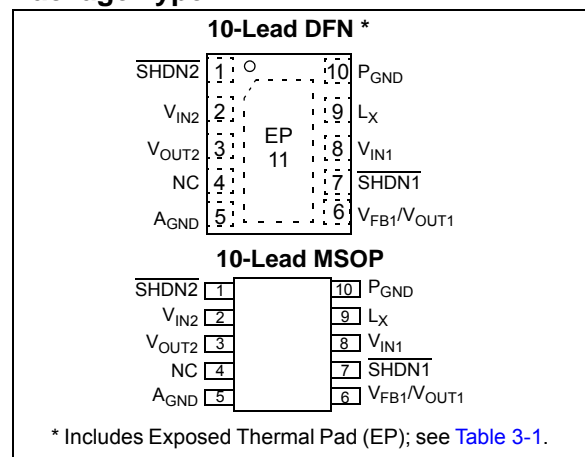 10-Lead DFN *
SHDN2 1 10 PGND
VIN2 2 9 LX
VOUT2 3 EP 11 8 VIN1
NC 4 7 SHDN1
AGND 5 6 VFB1/VOUT1
10-Lead MSOP
SHDN2 1 10 PGND
VIN2 2 9 LX
VOUT2 3 8 VIN1
NC 4 7 SHDN1
AGND 5 6 VFB1/VOUT1
* Includes Exposed Thermal Pad (EP); see Table 3-1.